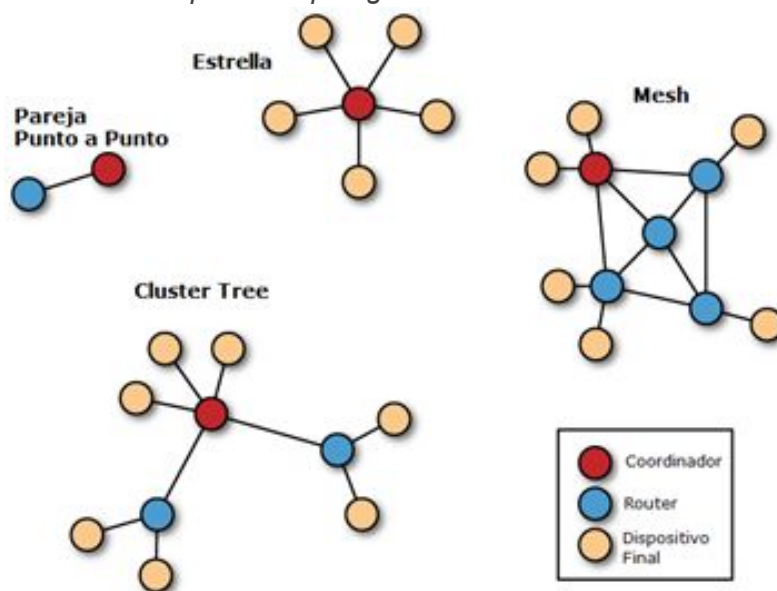 Estrella
Mesh
Pareja
Punto a Punto
Cluster Tree
Coordinador
Router
Dispositivo
Final